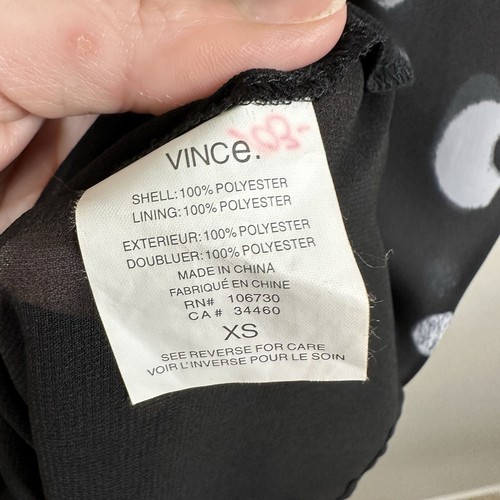 VINCe.
SHELL:100% POLYESTER
LINING:100% POLYESTER
EXTERIEUR:100% POLYESTER
DOUBLUER:100% POLYESTER
MADE IN CHINA
FABRIQUÉ EN CHINE
RN# 106730
CA# 34460
XS
SEE REVERSE FOR CARE
VOIR L'INVERSE POUR LE SOIN